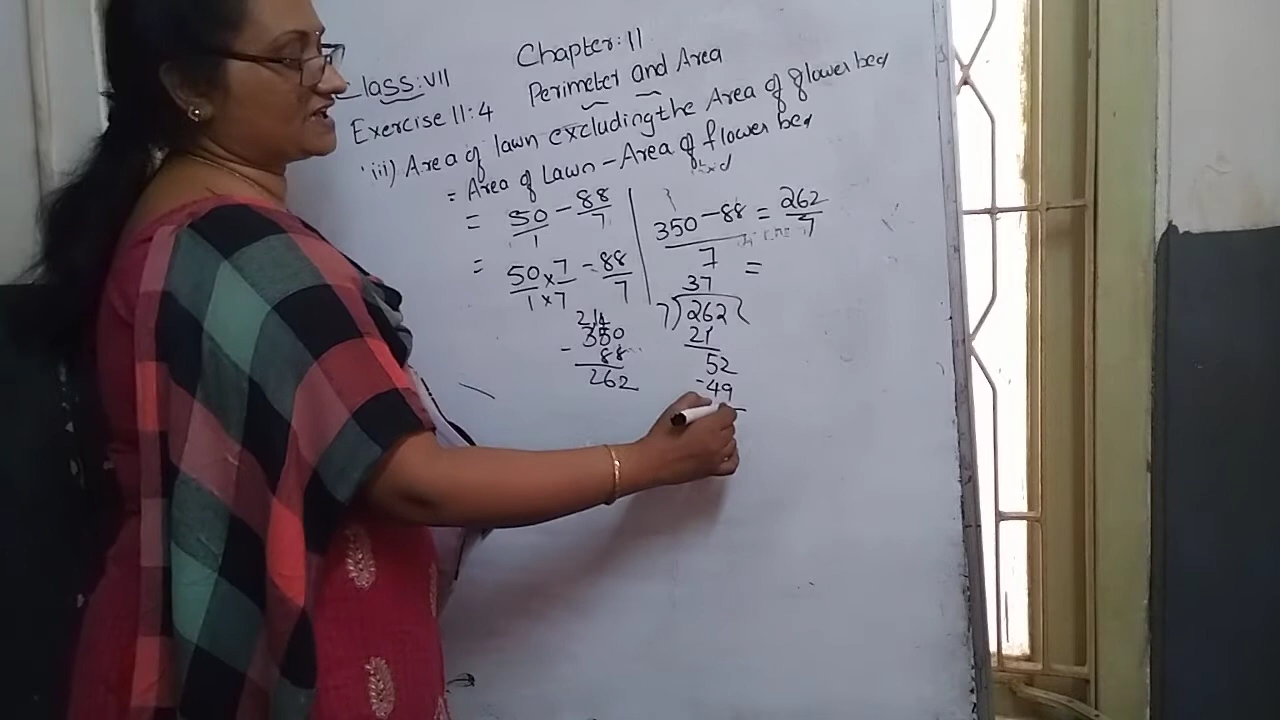 Chapter:11
Class:VII
Perimeter and Area
Exercise 11:4
iii) Area of lawn excluding the Area of flower bed
= Area of Lawn - Area of flower bed
= 50/1 - 88/7
= 50/1 × 7/7 - 88/7
350
- 88
262
350 - 88 / 7 = 262/7
=
37
7) 262 (
21
52
- 49